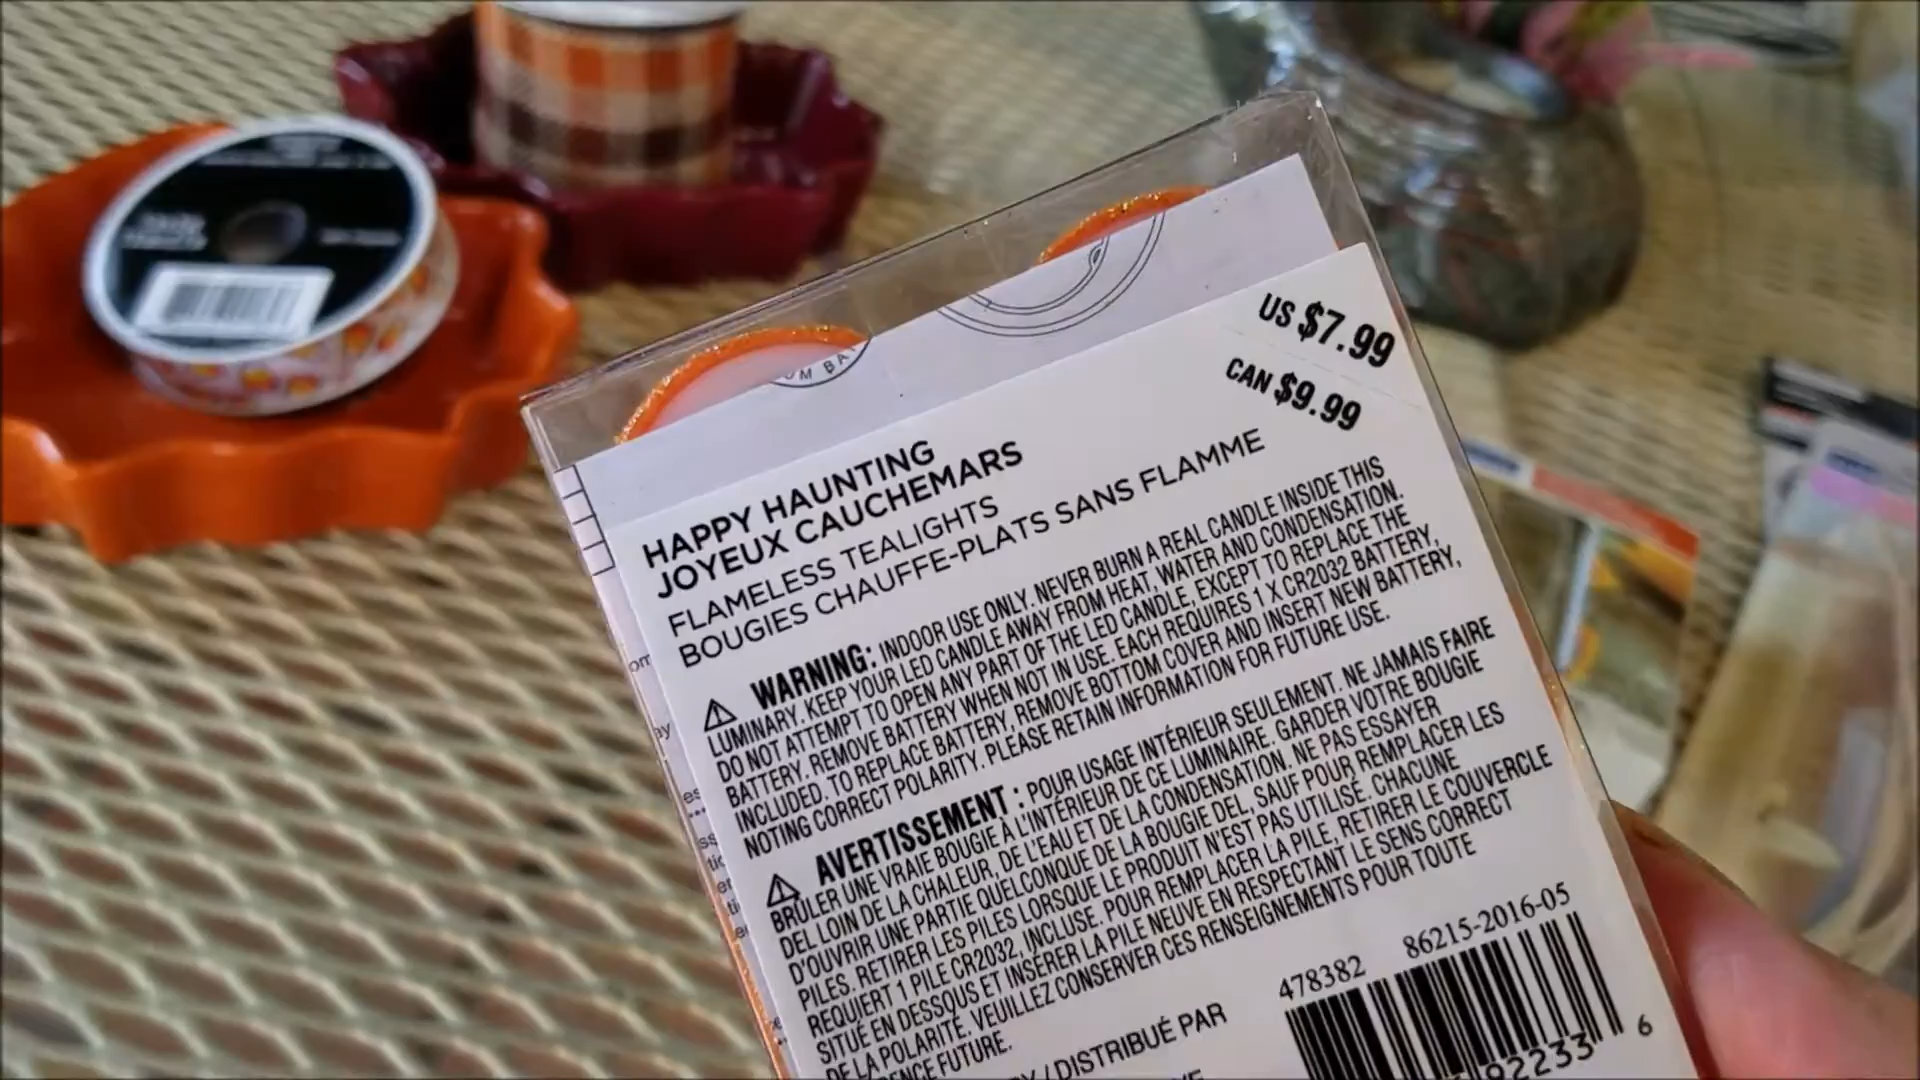 US $7.99
CAN $9.99
HAPPY HAUNTING
JOYEUX CAUCHEMARS
FLAMELESS TEALIGHTS
BOUGIES CHAUFFE-PLATS SANS FLAMME
WARNING: INDOOR USE ONLY. NEVER BURN A REAL CANDLE INSIDE THIS
LUMINARY. KEEP YOUR LED CANDLE AWAY FROM HEAT, WATER AND CONDENSATION.
DO NOT ATTEMPT TO OPEN ANY PART OF THE LED CANDLE, EXCEPT TO REPLACE THE
BATTERY. REMOVE BATTERY WHEN NOT IN USE. EACH REQUIRES 1 X CR2032 BATTERY,
INCLUDED. TO REPLACE BATTERY, REMOVE BOTTOM COVER AND INSERT NEW BATTERY,
NOTING CORRECT POLARITY. PLEASE RETAIN INFORMATION FOR FUTURE USE.
AVERTISSEMENT : POUR USAGE INTÉRIEUR SEULEMENT. NE JAMAIS FAIRE
BRÛLER UNE VRAIE BOUGIE À L'INTÉRIEUR DE CE LUMINAIRE. GARDER VOTRE BOUGIE
DEL LOIN DE LA CHALEUR, DE L'EAU ET DE LA CONDENSATION. NE PAS ESSAYER
D'OUVRIR UNE PARTIE QUELCONQUE DE LA BOUGIE DEL, SAUF POUR REMPLACER LES
PILES. RETIRER LES PILES LORSQUE LE PRODUIT N'EST PAS UTILISÉ. CHACUNE
REQUIERT 1 PILE CR2032, INCLUSE. POUR REMPLACER LA PILE, RETIRER LE COUVERCLE
SITUÉ EN DESSOUS ET INSÉRER LA PILE NEUVE EN RESPECTANT LE SENS CORRECT
DE LA POLARITÉ. VEUILLEZ CONSERVER CES RENSEIGNEMENTS POUR TOUTE
ENCE FUTURE.
Y / DISTRIBUÉ PAR
478382 86215-2016-05
92233 6